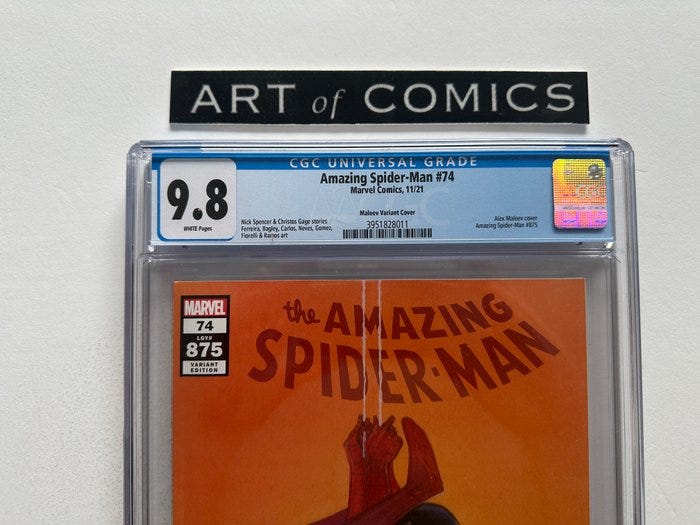 ART of COMICS
CGC UNIVERSAL GRADE
9.8
WHITE Pages
Amazing Spider-Man #74
Marvel Comics, 11/21
Maleev Variant Cover
3951828011
Nick Spencer & Christos Gage stories
Ferreira, Bagley, Carlos, Neves, Gomez,
Fiorelli & Ramos art
Alex Maleev cover
Amazing Spider-Man #875
MARVEL
74
LGY#
875
VARIANT
EDITION
the AMAZING
SPIDER-MAN